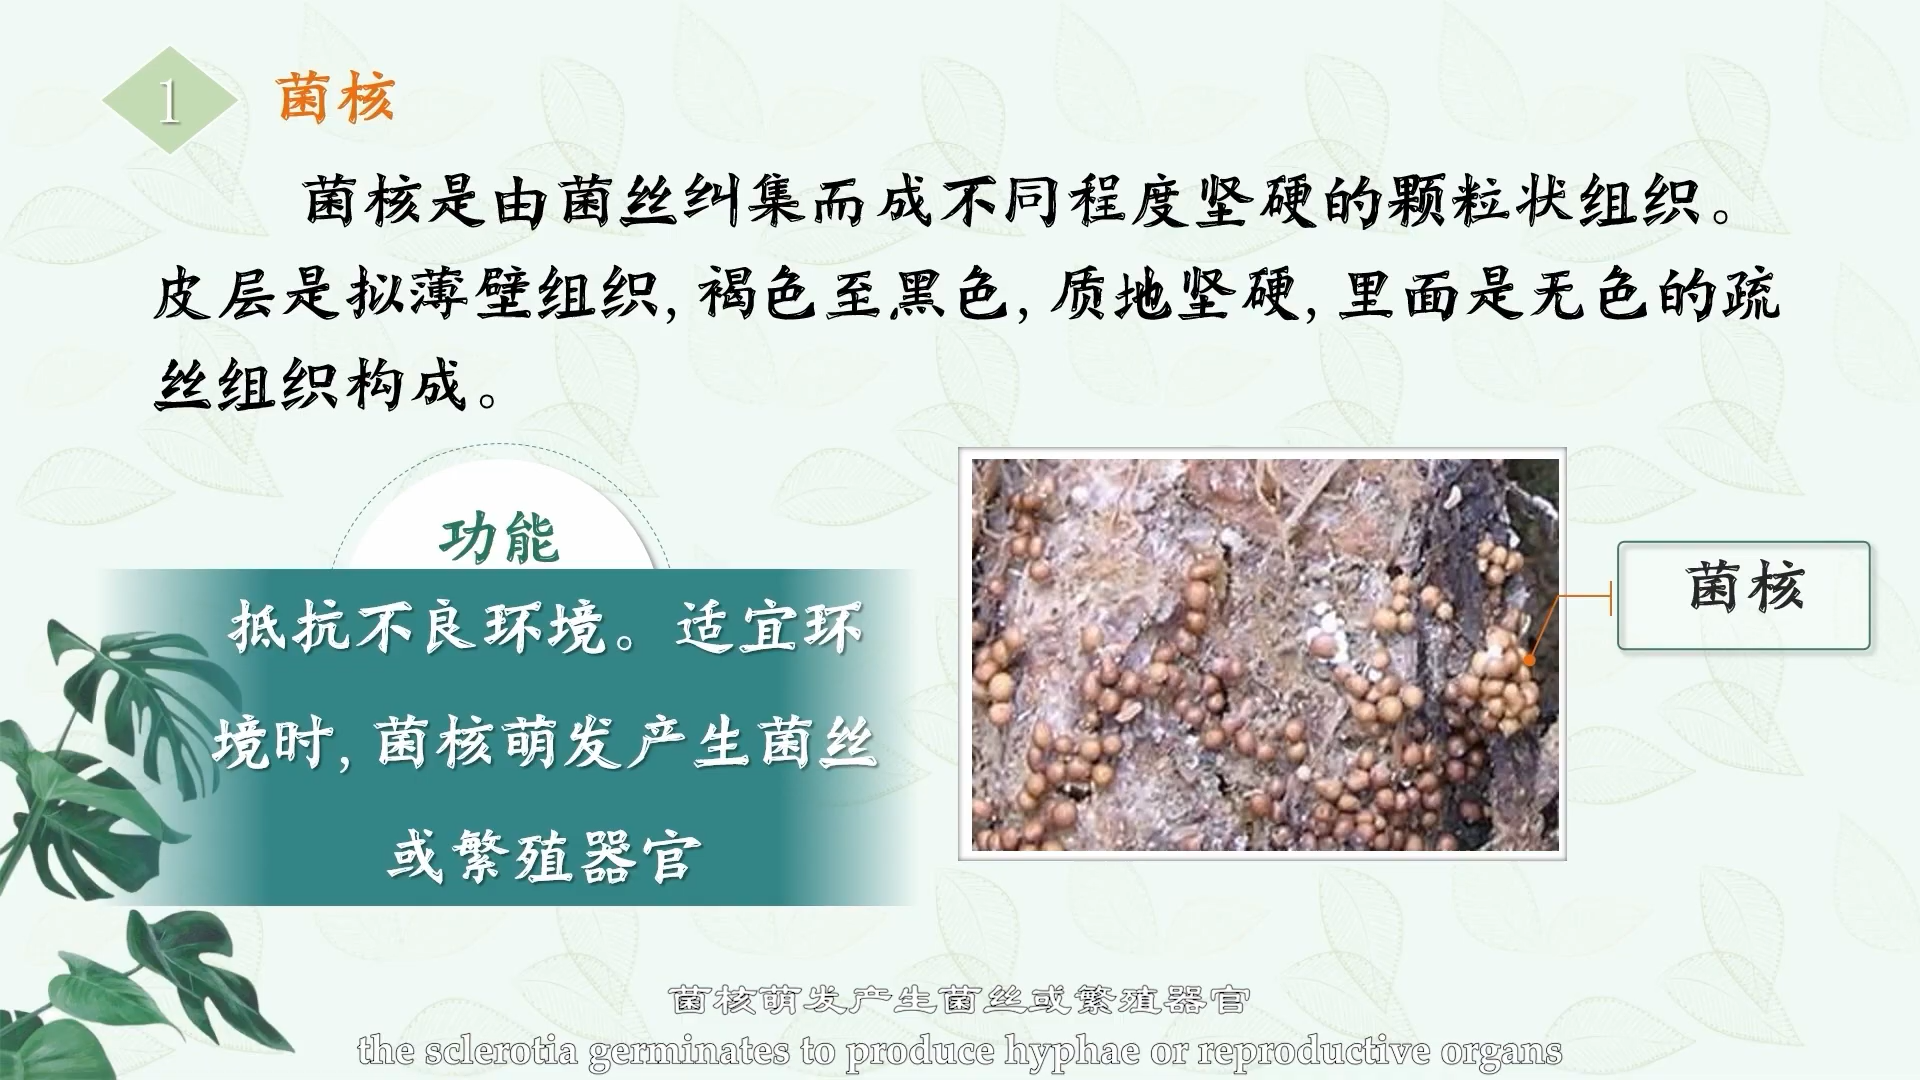 1
菌核
菌核是由菌丝纠集而成不同程度坚硬的颗粒状组织。
皮层是拟薄壁组织,褐色至黑色,质地坚硬,里面是无色的疏
丝组织构成。
功能
抵抗不良环境。适宜环
境时,菌核萌发产生菌丝
或繁殖器官
菌核
菌核萌发产生菌丝或繁殖器官
the sclerotia germinates to produce hyphae or reproductive organs